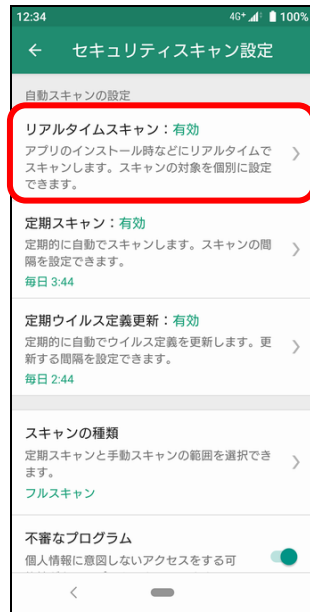 12:34 4G+ 100%
セキュリティスキャン設定
自動スキャンの設定
リアルタイムスキャン：有効
アプリのインストール時などにリアルタイムで
スキャンします。スキャンの対象を個別に設定
できます。
定期スキャン：有効
定期的に自動でスキャンします。スキャンの間
隔を設定できます。
毎日 3:44
定期ウイルス定義更新：有効
定期的に自動でウイルス定義を更新します。更
新する間隔を設定できます。
毎日 2:44
スキャンの種類
定期スキャンと手動スキャンの範囲を選択でき
ます。
フルスキャン
不審なプログラム
個人情報に意図しないアクセスをする可